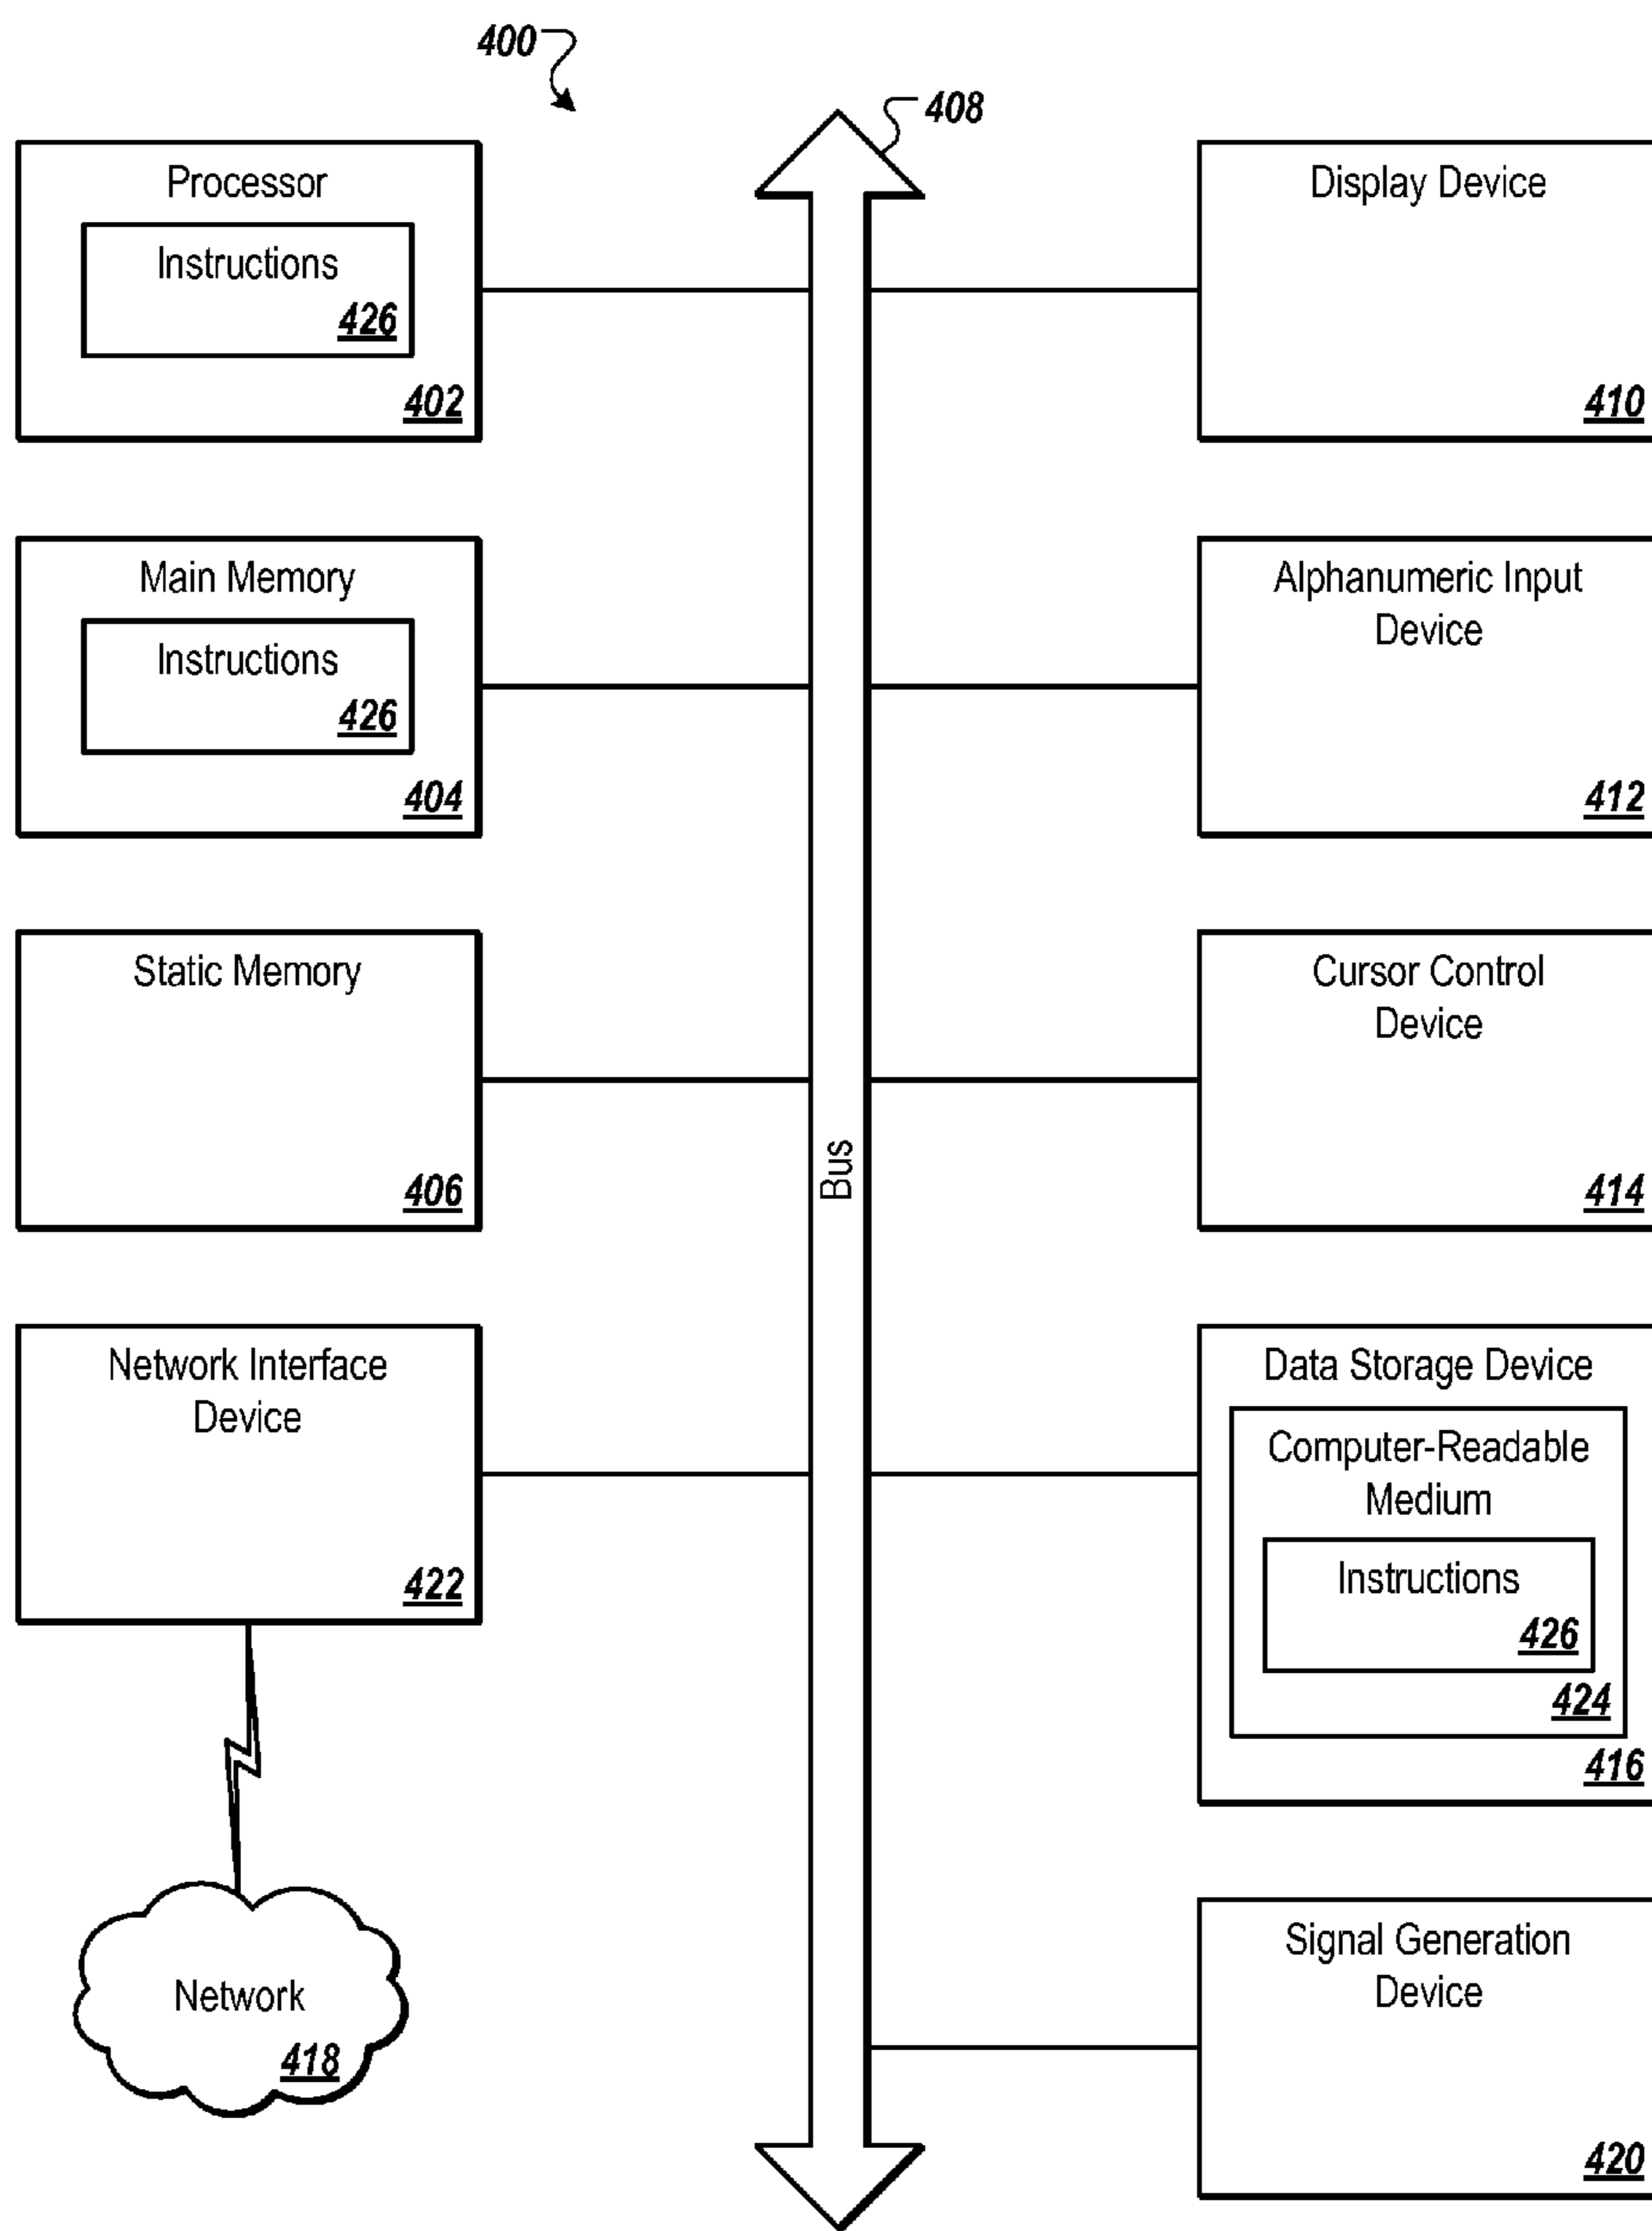 400
408
Processor
Instructions
426
402
Main Memory
Instructions
426
404
Static Memory
406
Network Interface
Device
422
Network
418
Bus
Display Device
410
Alphanumeric Input
Device
412
Cursor Control
Device
414
Data Storage Device
Computer-Readable
Medium
Instructions
426
424
416
Signal Generation
Device
420